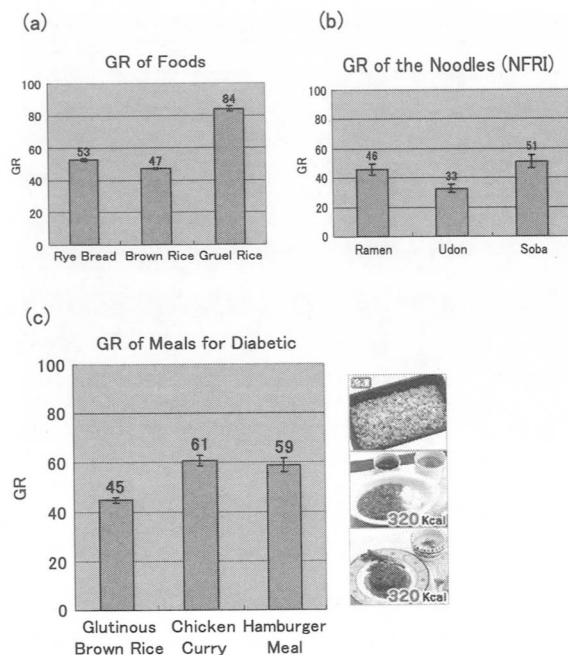 (a)
GR of Foods
100
80
60
40
20
0
GR
53
47
84
Rye Bread Brown Rice Gruel Rice
(b)
GR of the Noodles (NFRI)
100
80
60
40
20
0
GR
46
33
51
Ramen Udon Soba
(c)
GR of Meals for Diabetic
100
80
60
40
20
0
GR
45
61
59
Glutinous Chicken Hamburger
Brown Rice Curry Meal
320 Kcal
320 Kcal